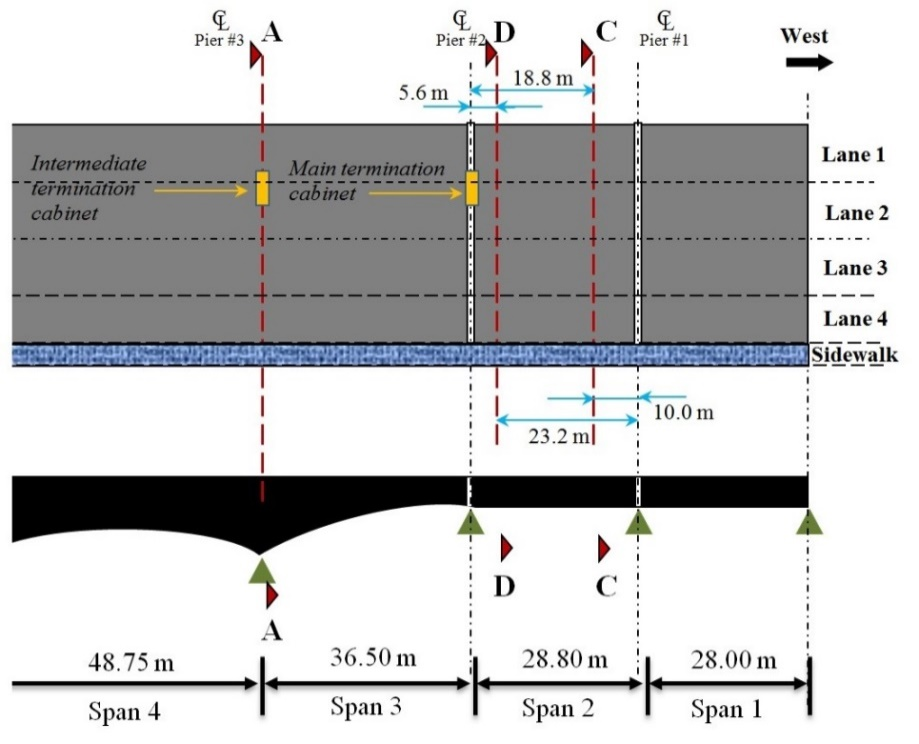 ℄
Pier #3
A
℄
Pier #2
D
C
℄
Pier #1
West
18.8 m
5.6 m
Intermediate
termination
cabinet
Main termination
cabinet
Lane 1
Lane 2
Lane 3
Lane 4
Sidewalk
10.0 m
23.2 m
D
C
A
48.75 m
36.50 m
28.80 m
28.00 m
Span 4
Span 3
Span 2
Span 1